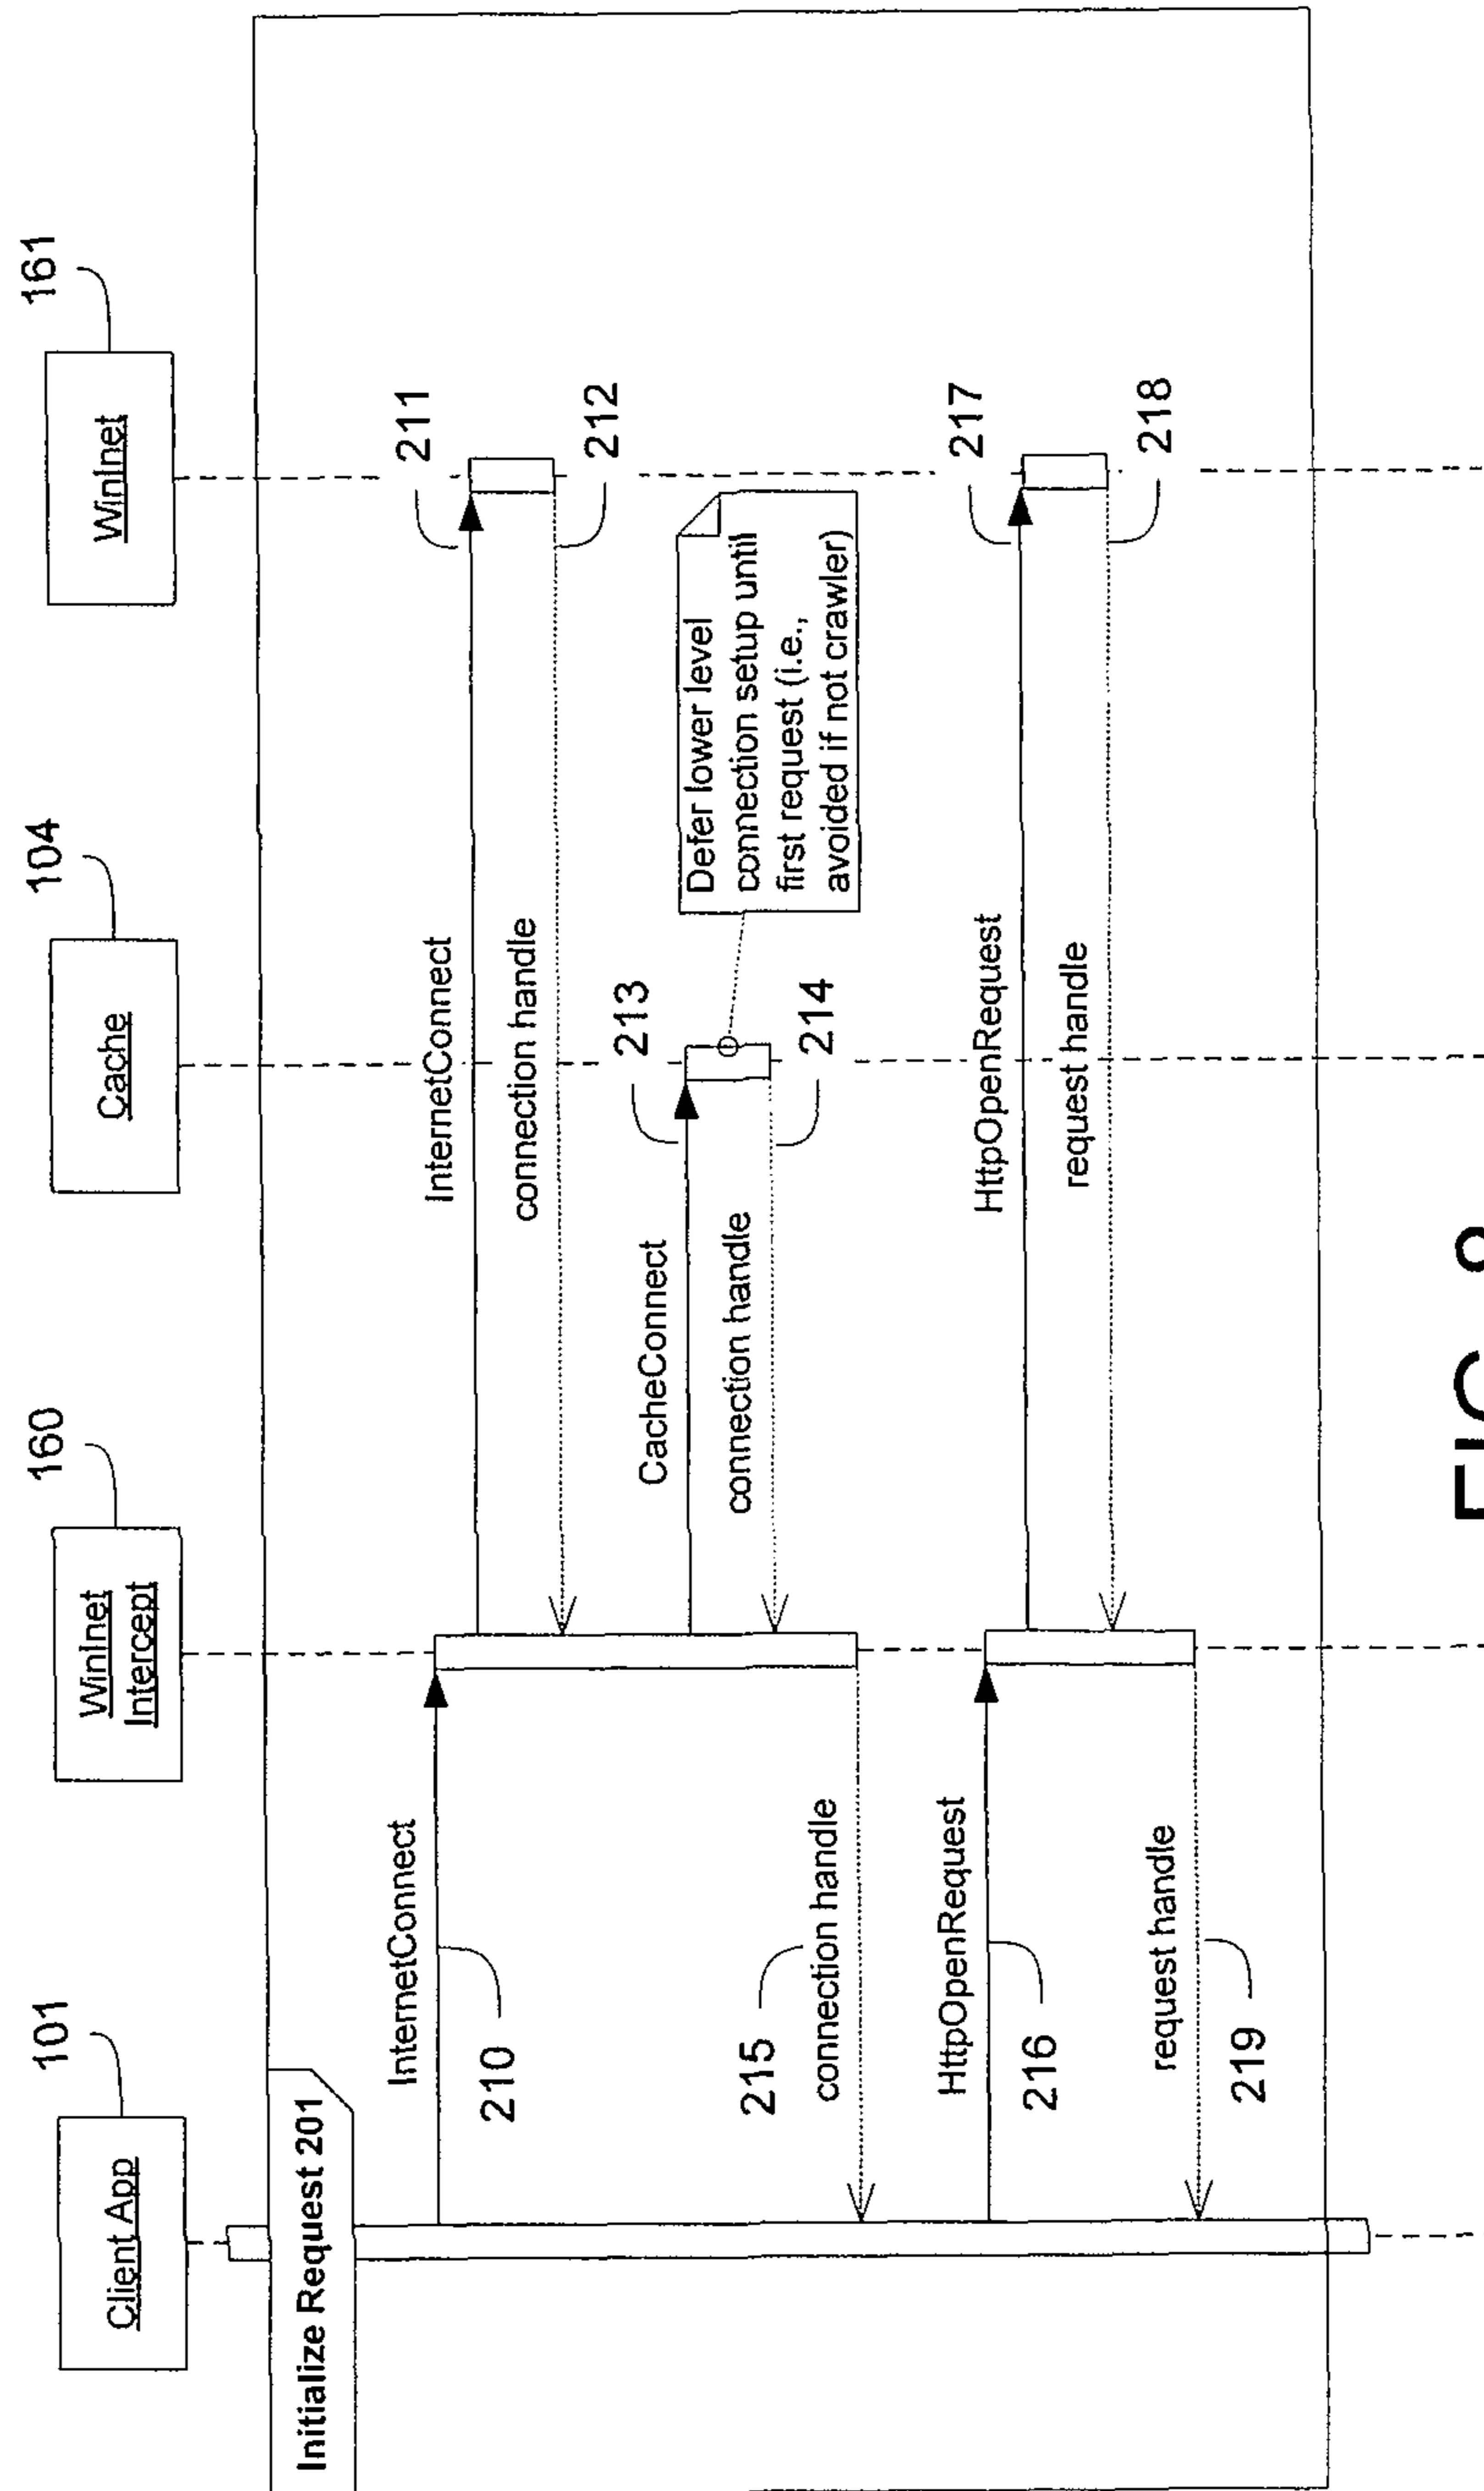 101
160
104
161
Client App
WinInet
Intercept
Cache
WinInet
Initialize Request 201
InternetConnect
210
InternetConnect
211
connection handle
212
CacheConnect
213
connection handle
214
Defer lower level
connection setup until
first request (i.e.,
avoided if not crawler)
215
connection handle
HttpOpenRequest
216
HttpOpenRequest
217
request handle
218
request handle
219
FIG. 8